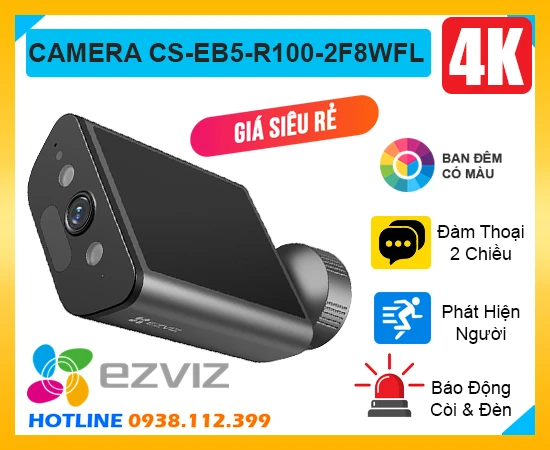 CAMERA CS-EB5-R100-2F8WFL
4K
GIÁ SIÊU RẺ
BAN ĐÊM
CÓ MÀU
Đàm Thoại
2 Chiều
Phát Hiện
Người
Báo Động
Còi & Đèn
EZVIZ
ezviz
HOTLINE 0938.112.399